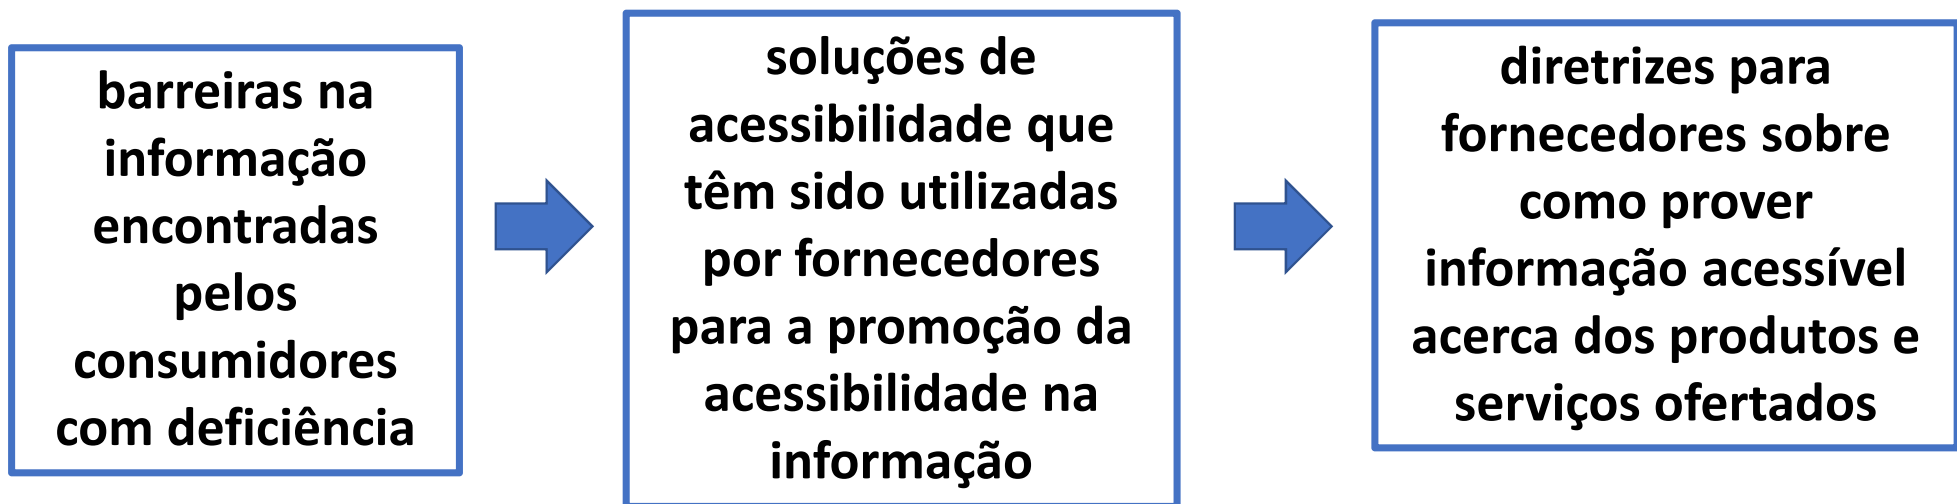 barreiras na
informação
encontradas
pelos
consumidores
com deficiência
soluções de
acessibilidade que
têm sido utilizadas
por fornecedores
para a promoção da
acessibilidade na
informação
diretrizes para
fornecedores sobre
como prover
informação acessível
acerca dos produtos e
serviços ofertados